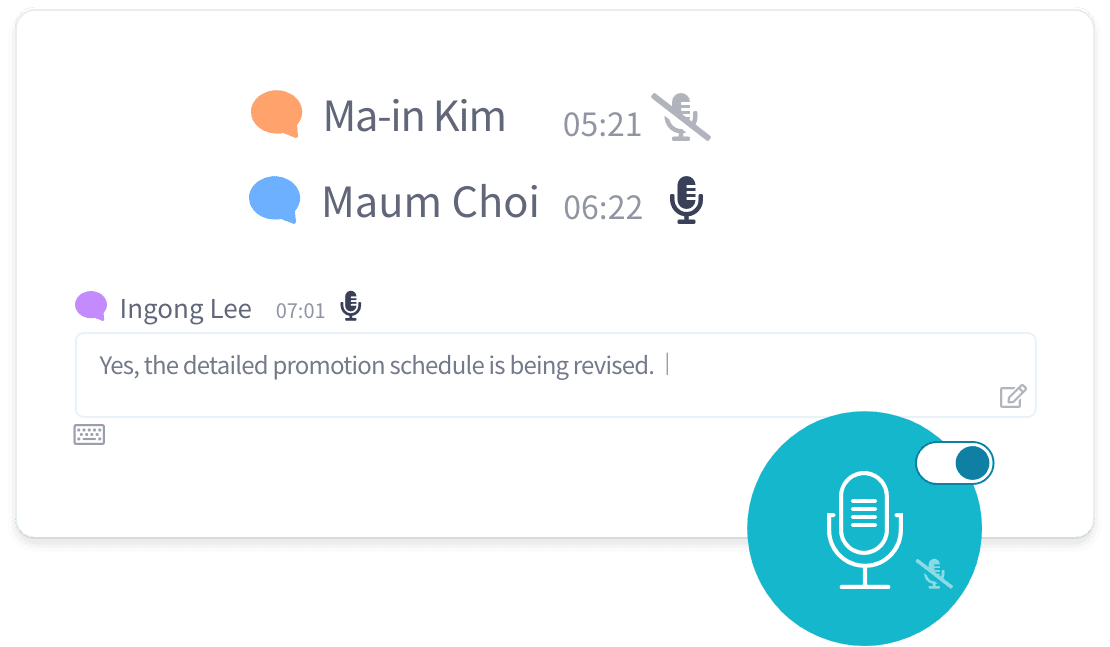 Ma-in Kim 05:21
Maum Choi 06:22
Ingong Lee 07:01
Yes, the detailed promotion schedule is being revised.